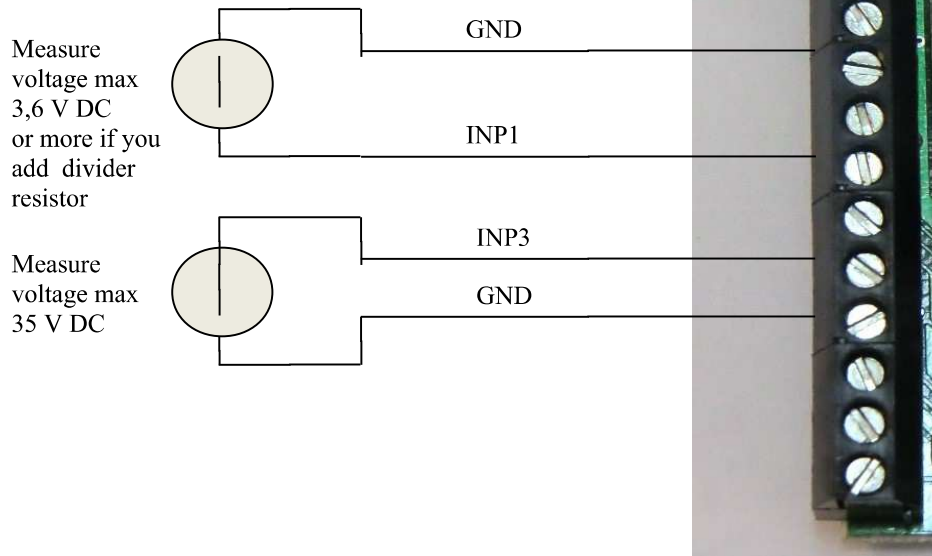 Measure
voltage max
3,6 V DC
or more if you
add divider
resistor
GND
INP1
Measure
voltage max
35 V DC
INP3
GND